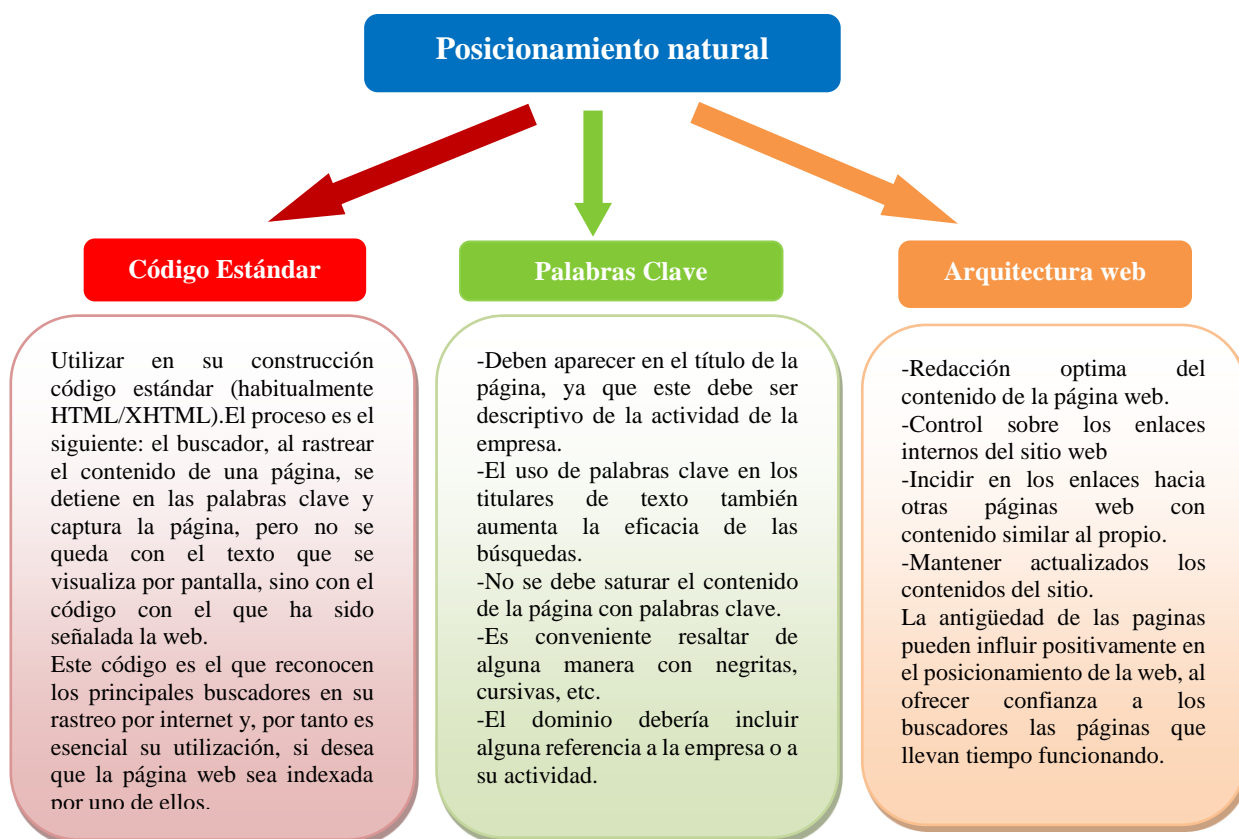 Posicionamiento natural
Código Estándar
Utilizar en su construcción
código estándar (habitualmente
HTML/XHTML).El proceso es el
siguiente: el buscador, al rastrear
el contenido de una página, se
detiene en las palabras clave y
captura la página, pero no se
queda con el texto que se
visualiza por pantalla, sino con el
código con el que ha sido
señalada la web.
Este código es el que reconocen
los principales buscadores en su
rastreo por internet y, por tanto es
esencial su utilización, si desea
que la página web sea indexada
por uno de ellos.
Palabras Clave
-Deben aparecer en el título de la
página, ya que este debe ser
descriptivo de la actividad de la
empresa.
-El uso de palabras clave en los
titulares de texto también
aumenta la eficacia de las
búsquedas.
-No se debe saturar el contenido
de la página con palabras clave.
-Es conveniente resaltar de
alguna manera con negritas,
cursivas, etc.
-El dominio debería incluir
alguna referencia a la empresa o a
su actividad.
Arquitectura web
-Redacción optima del
contenido de la página web.
-Control sobre los enlaces
internos del sitio web
-Incidir en los enlaces hacia
otras páginas web con
contenido similar al propio.
-Mantener actualizados los
contenidos del sitio.
La antigüedad de las paginas
pueden influir positivamente en
el posicionamiento de la web, al
ofrecer confianza a los
buscadores las páginas que
llevan tiempo funcionando.